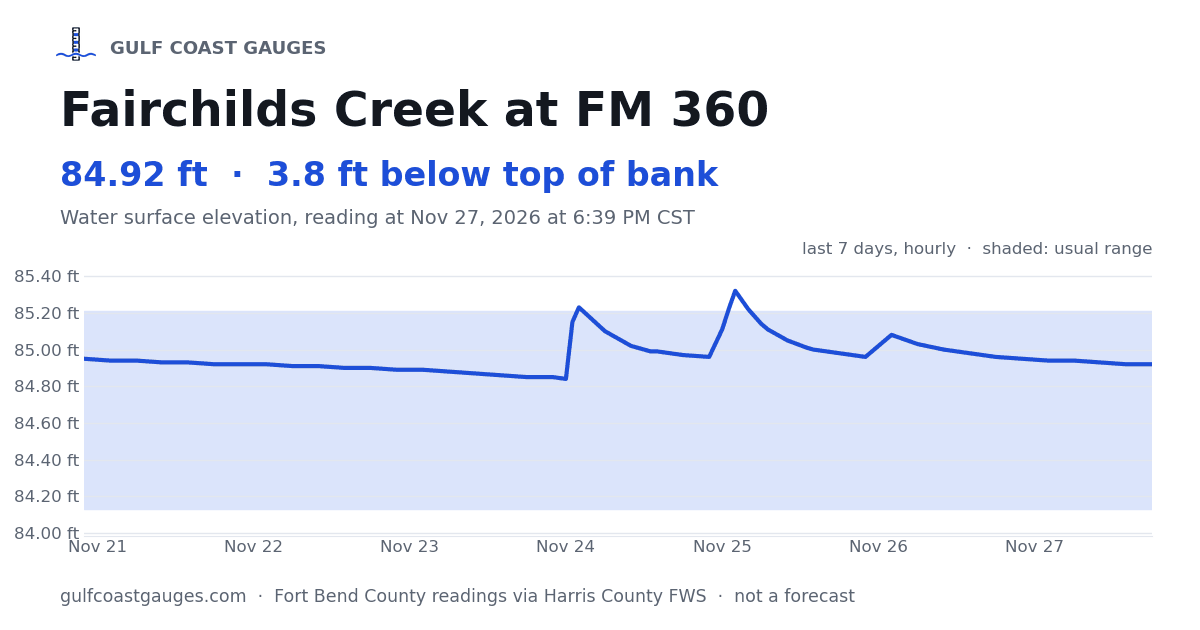 GULF COAST GAUGES
Fairchilds Creek at FM 360
84.92 ft · 3.8 ft below top of bank
Water surface elevation, reading at Nov 27, 2026 at 6:39 PM CST
last 7 days, hourly · shaded: usual range
85.40 ft
85.20 ft
85.00 ft
84.80 ft
84.60 ft
84.40 ft
84.20 ft
84.00 ft
Nov 21 Nov 22 Nov 23 Nov 24 Nov 25 Nov 26 Nov 27
gulfcoastgauges.com · Fort Bend County readings via Harris County FWS · not a forecast